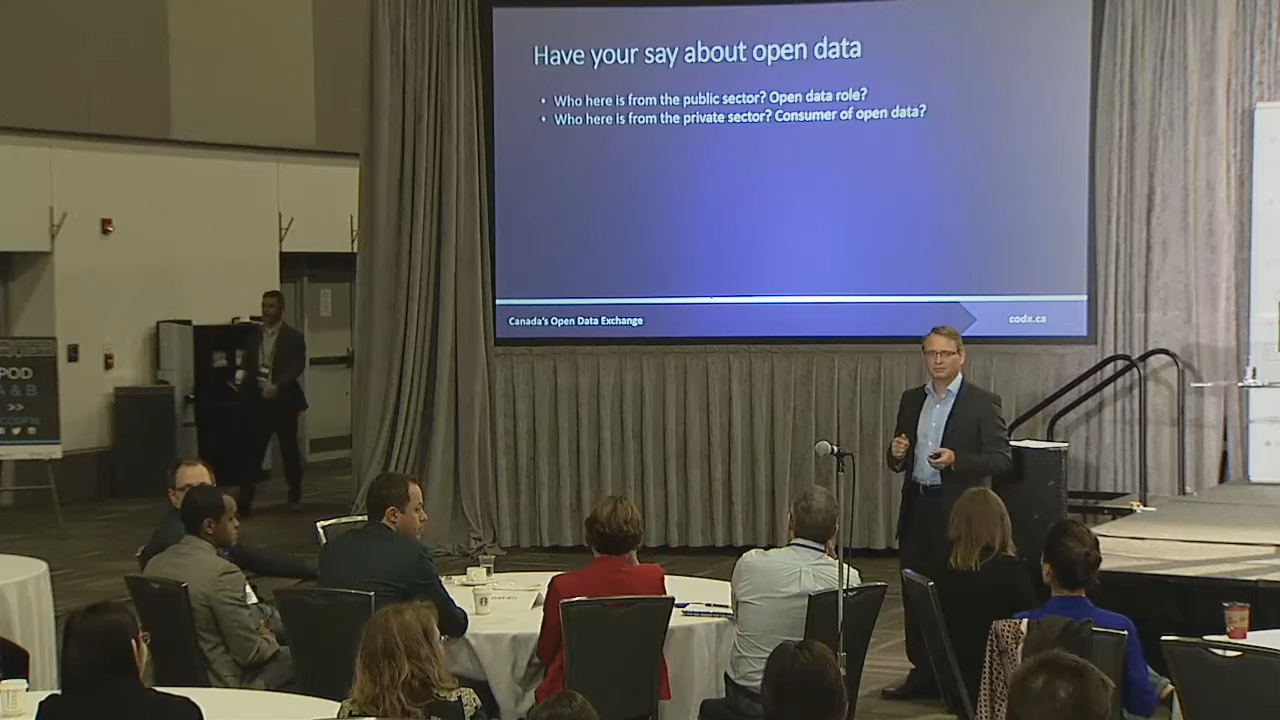 Have your say about open data
• Who here is from the public sector? Open data role?
• Who here is from the private sector? Consumer of open data?
Canada's Open Data Exchange
codx.ca
POD
A & B
>>